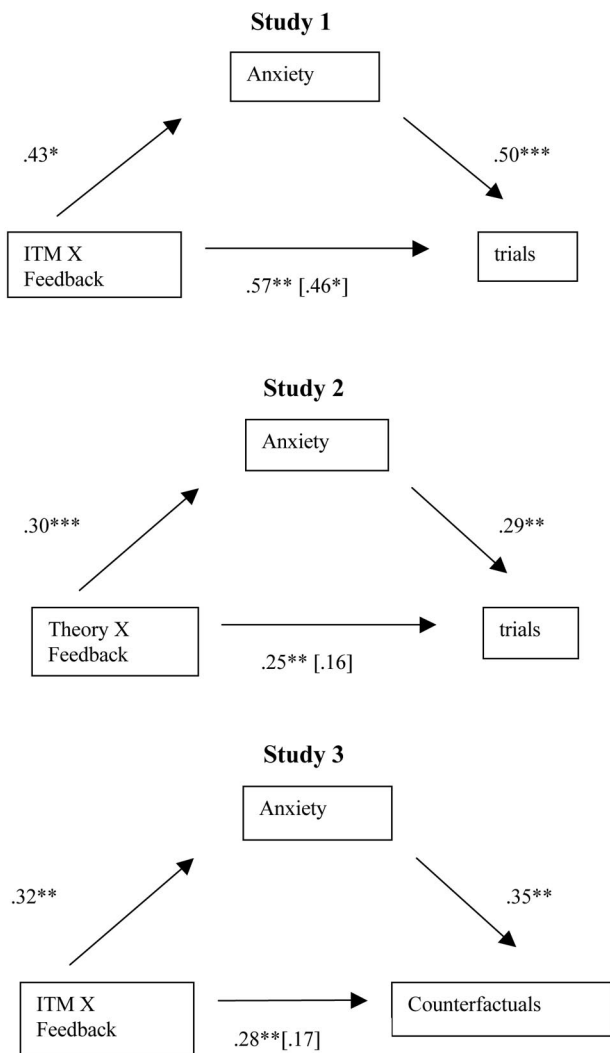 Study 1
Anxiety
.43*
.50***
ITM X
Feedback
trials
.57** [.46*]
Study 2
Anxiety
.30***
.29**
Theory X
Feedback
trials
.25** [.16]
Study 3
Anxiety
.32**
.35**
ITM X
Feedback
Counterfactuals
.28**[.17]